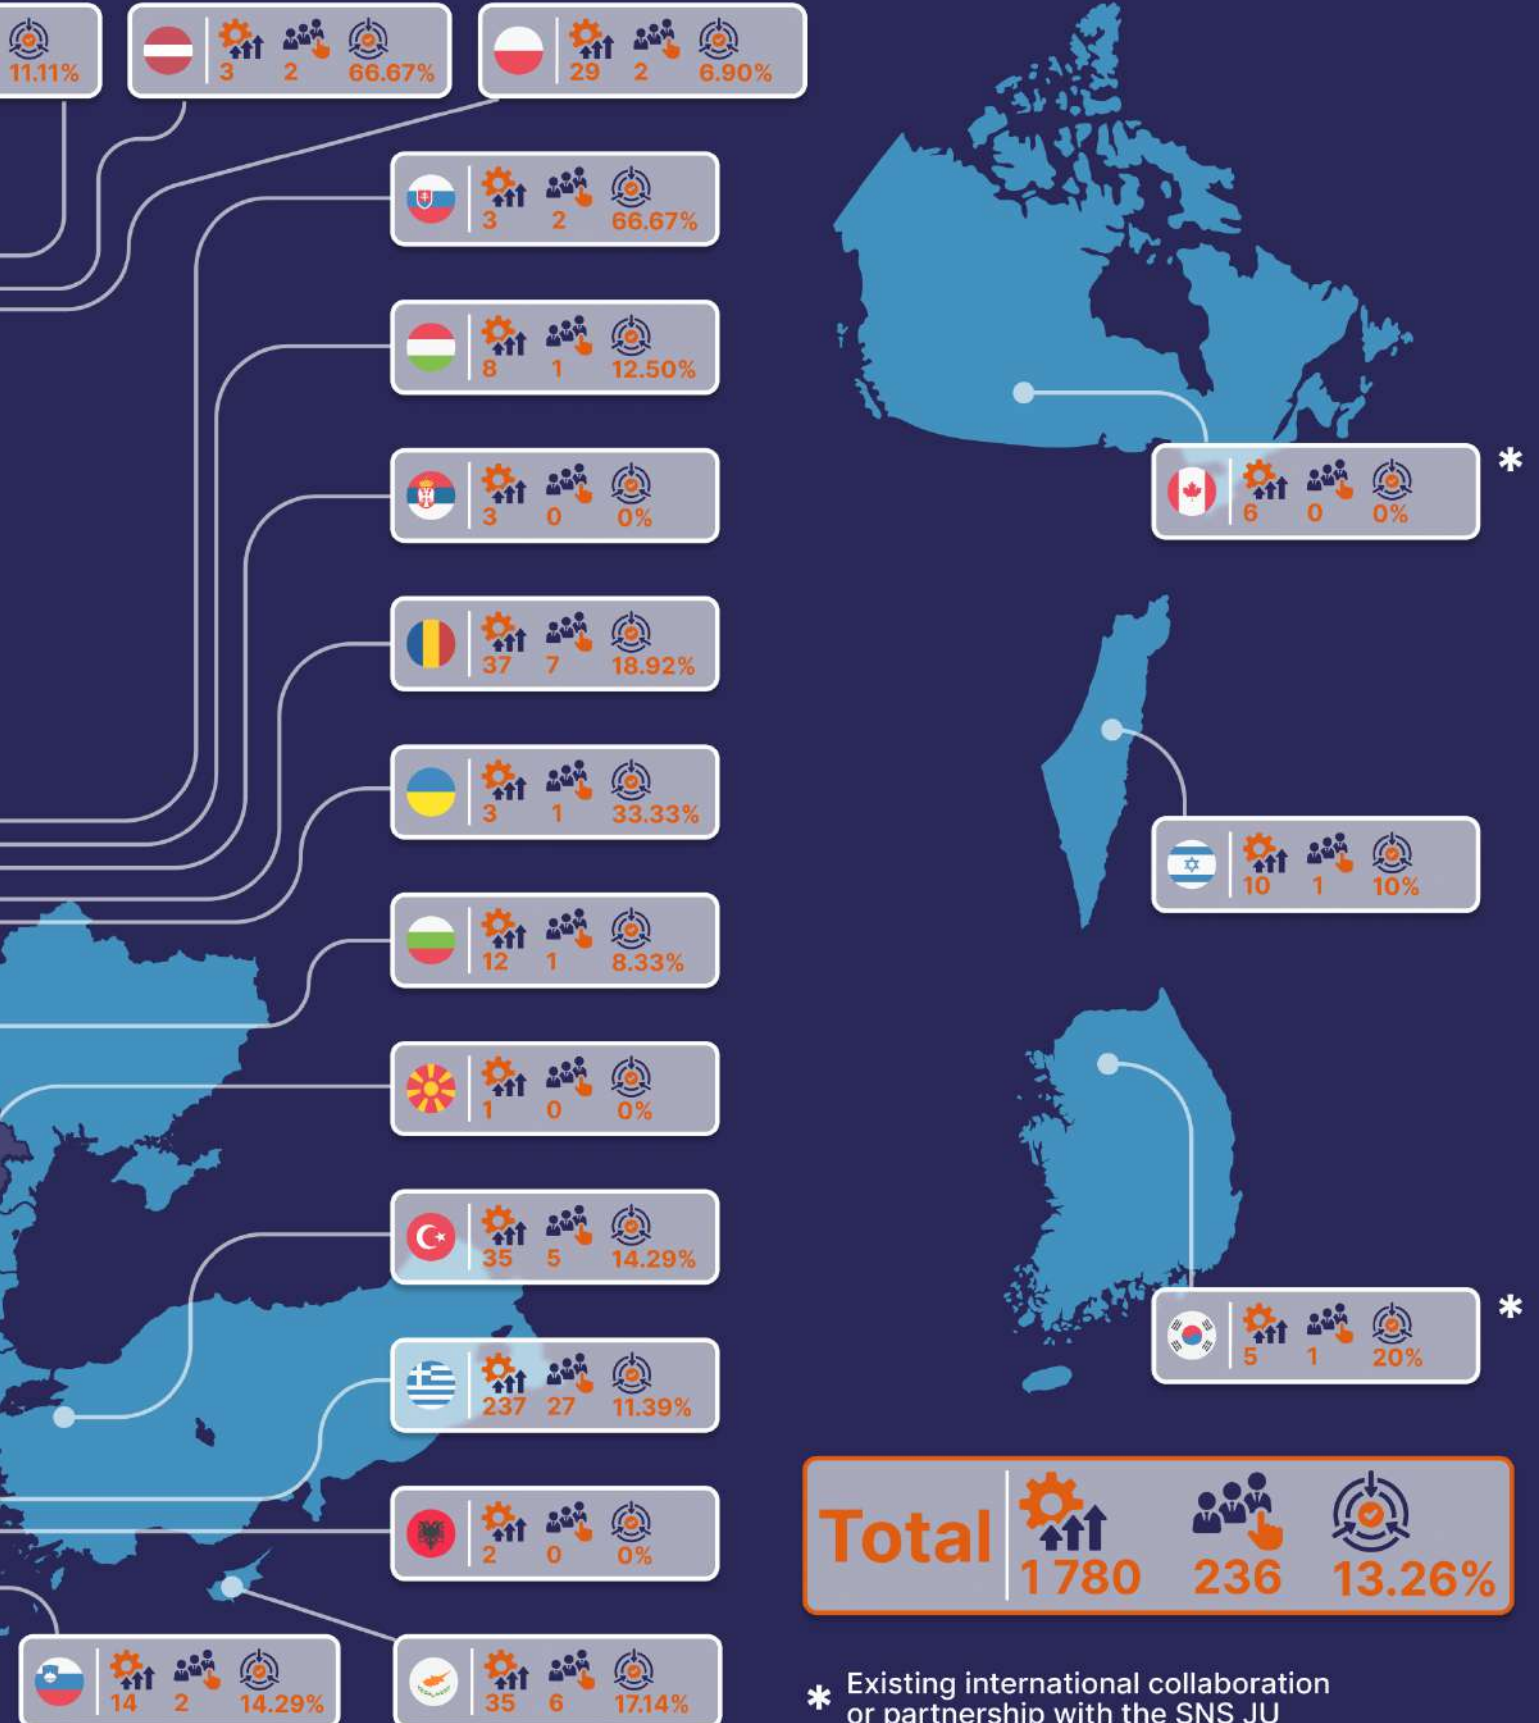 11.11%
3 2 66.67%
29 2 6.90%
3 2 66.67%
8 1 12.50%
3 0 0%
*
6 0 0%
37 7 18.92%
3 1 33.33%
10 1 10%
12 1 8.33%
1 0 0%
35 5 14.29%
*
5 1 20%
237 27 11.39%
2 0 0%
Total 1 780 236 13.26%
14 2 14.29%
35 6 17.14%
* Existing international collaboration
or partnership with the SNS JU